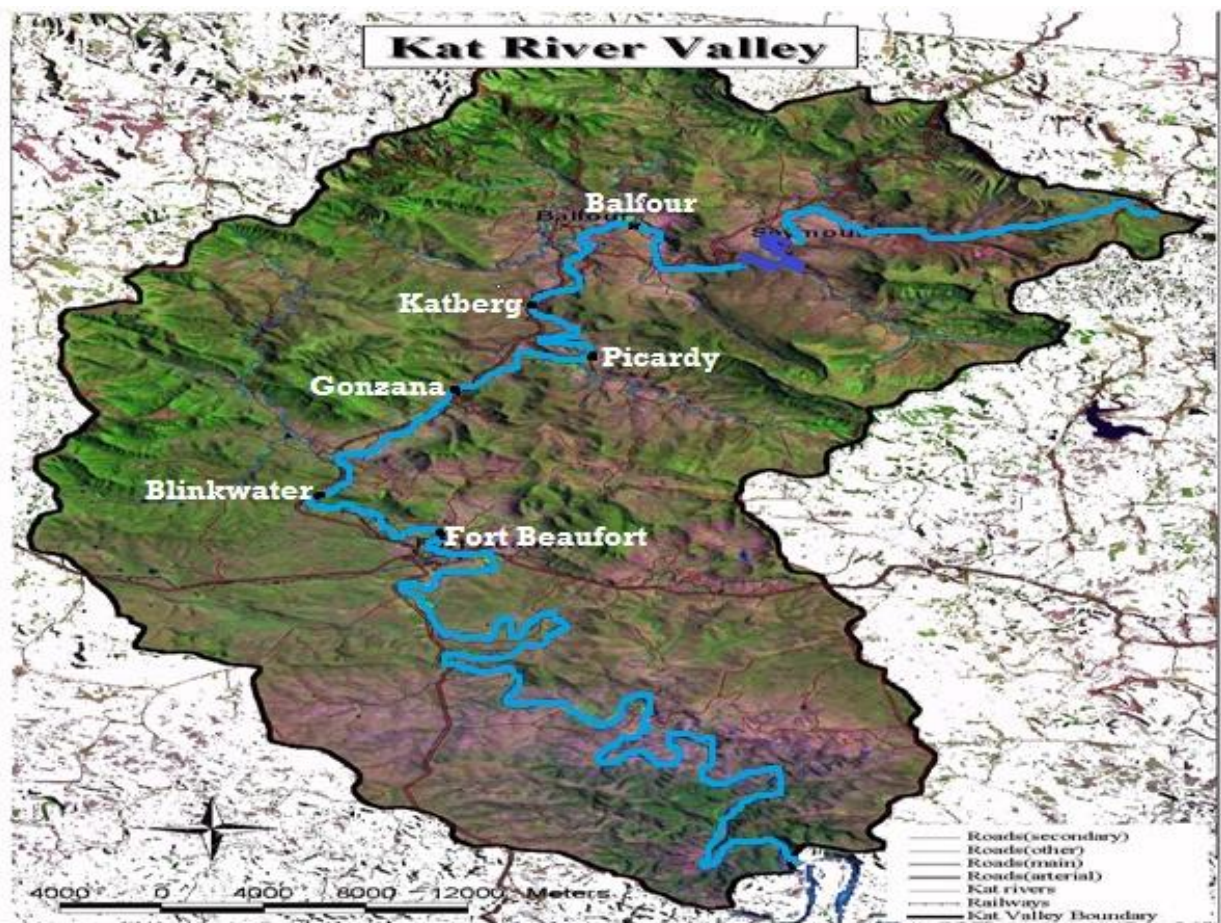 Kat River Valley
Balfour
Balfour
Seymour
Katberg
Picardy
Gonzana
Blinkwater
Fort Beaufort
Roads(secondary)
Roads(other)
Roads(main)
Roads(arterial)
Kat rivers
Railways
Kat Valley Boundary
4000 0 4000 8000 12000 Meters